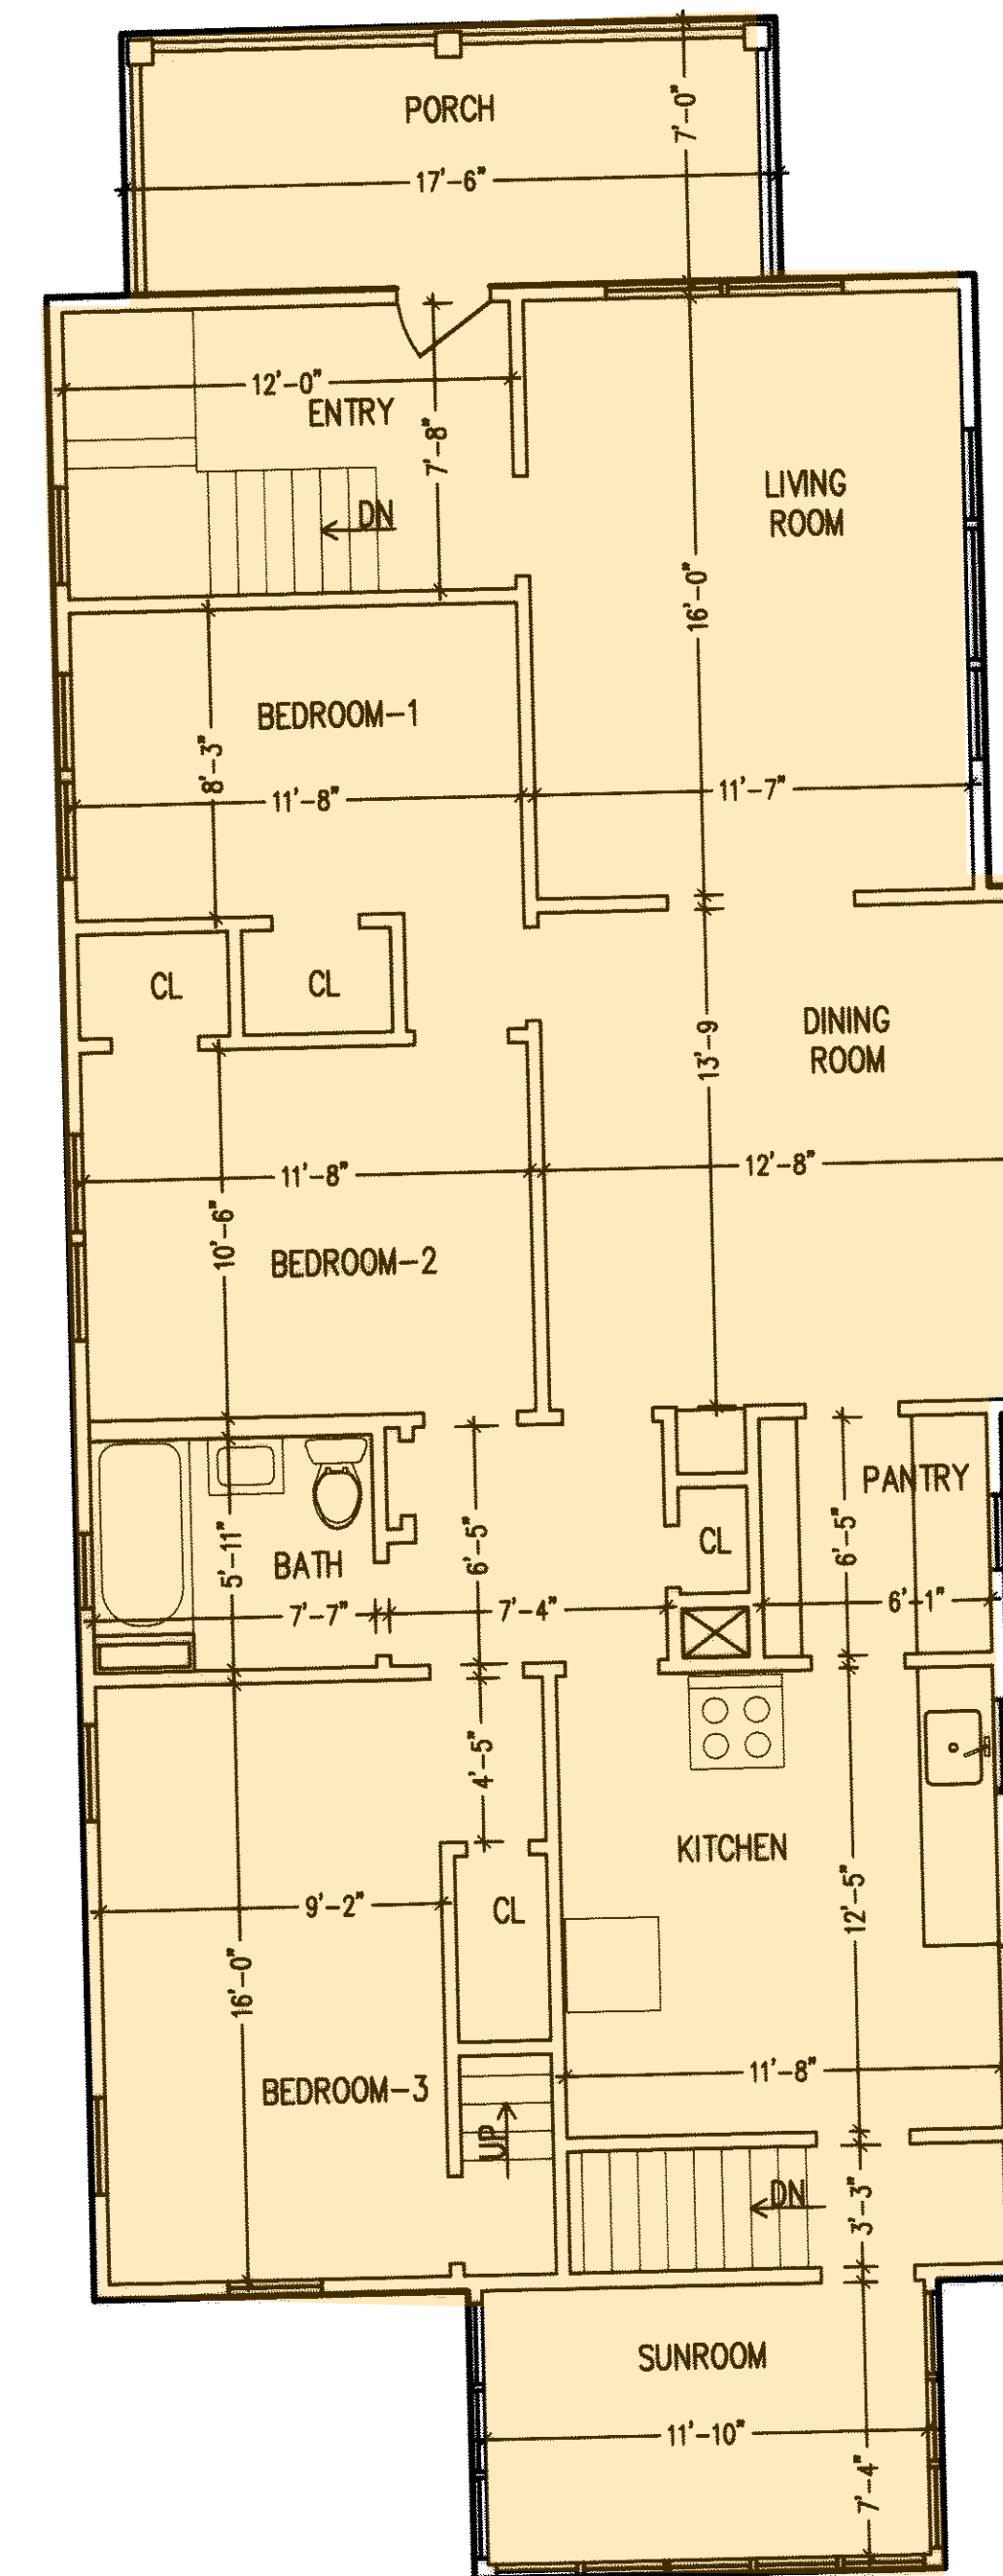 PORCH
7'-0"
17'-6"
12'-0"
ENTRY
7'-8"
DN
LIVING
ROOM
16'-0"
BEDROOM-1
8'-3"
11'-8"
11'-7"
CL
CL
DINING
ROOM
13'-9
11'-8"
12'-8"
10'-6"
BEDROOM-2
PANTRY
CL
5'-11"
BATH
6'-5"
6'-5"
7'-7"
7'-4"
6'-1"
4'-5"
KITCHEN
9'-2"
CL
12'-5"
16'-0"
11'-8"
BEDROOM-3
UP
DN
3'-3"
SUNROOM
11'-10"
7'-4"